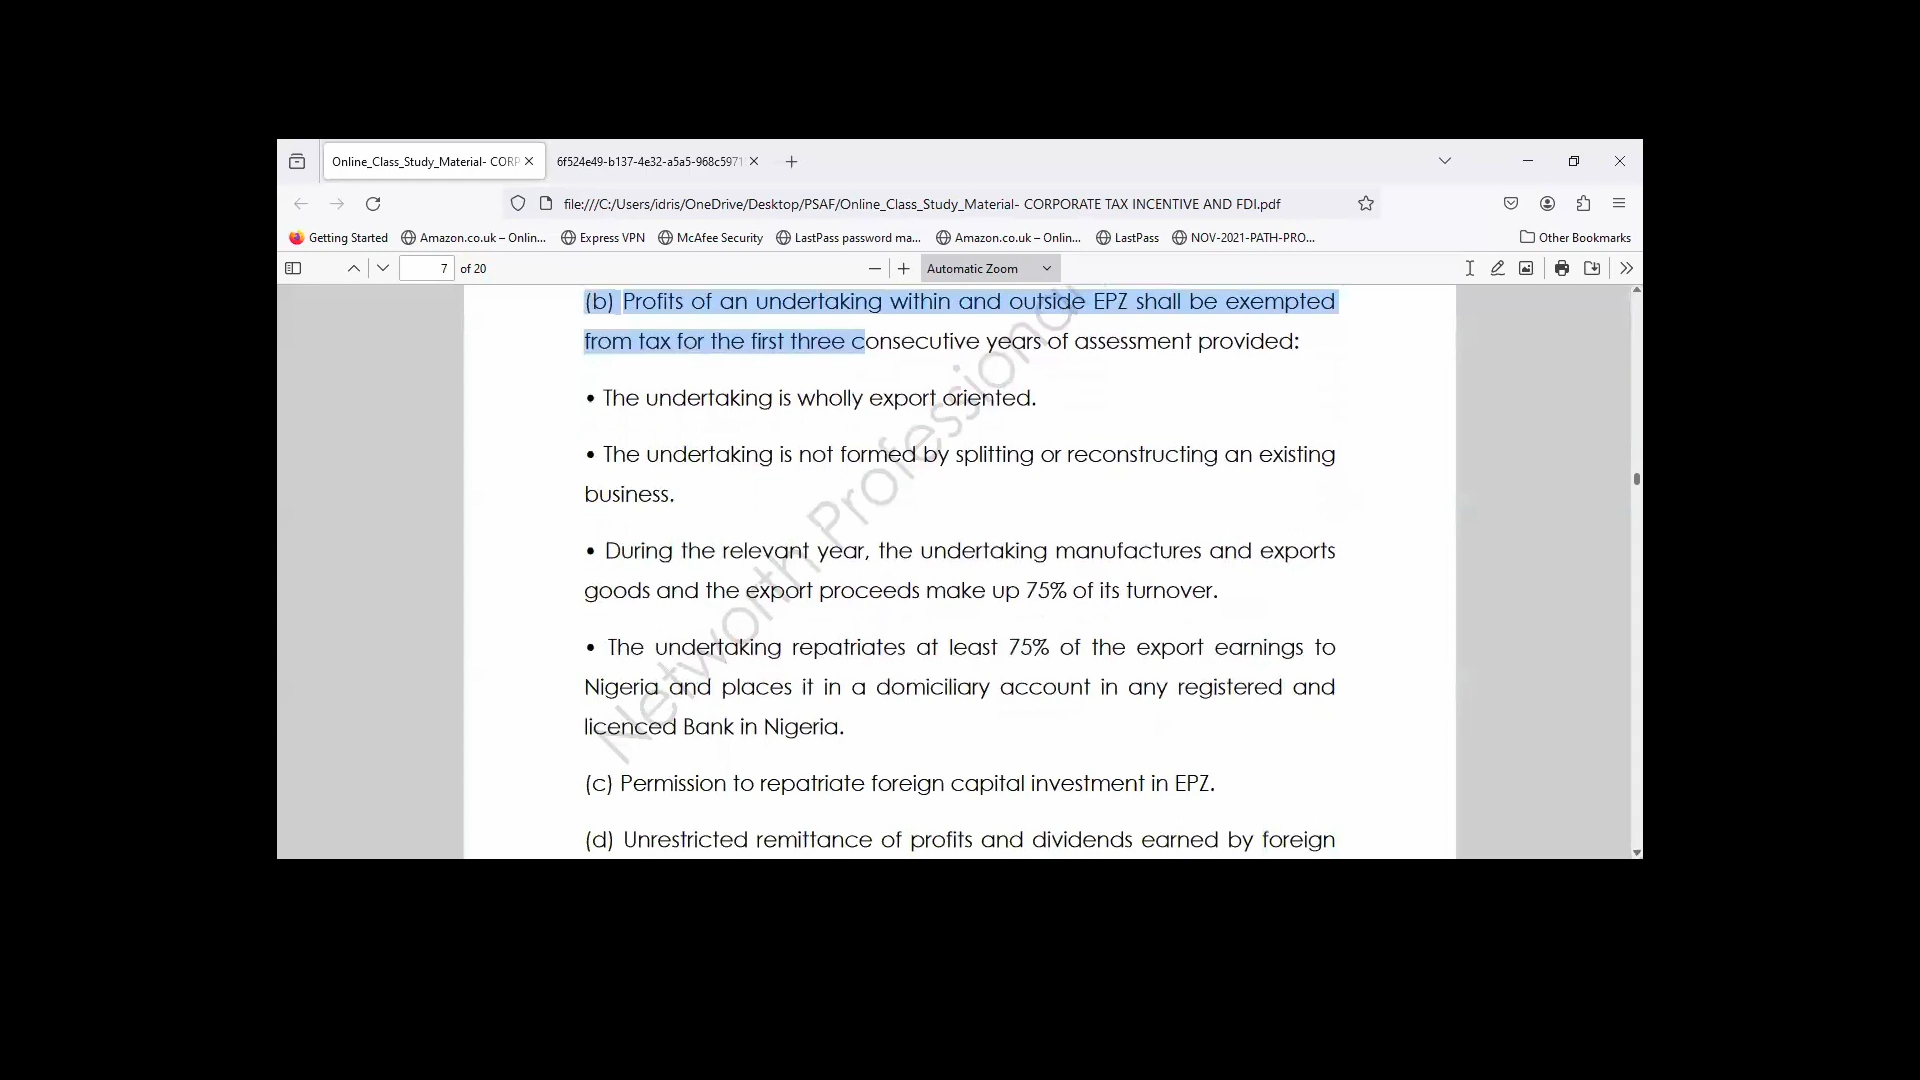 Online_Class_Study_Material- CORP
6f524e49-b137-4e32-a5a5-968c5971
file:///C:/Users/idris/OneDrive/Desktop/PSAF/Online_Class_Study_Material- CORPORATE TAX INCENTIVE AND FDI.pdf
Getting Started Amazon.co.uk – Onlin... Express VPN McAfee Security LastPass password ma... Amazon.co.uk – Onlin... LastPass NOV-2021-PATH-PRO... Other Bookmarks
7 of 20 Automatic Zoom
(b) Profits of an undertaking within and outside EPZ shall be exempted
from tax for the first three consecutive years of assessment provided:
• The undertaking is wholly export oriented.
• The undertaking is not formed by splitting or reconstructing an existing
business.
• During the relevant year, the undertaking manufactures and exports
goods and the export proceeds make up 75% of its turnover.
• The undertaking repatriates at least 75% of the export earnings to
Nigeria and places it in a domiciliary account in any registered and
licenced Bank in Nigeria.
(c) Permission to repatriate foreign capital investment in EPZ.
(d) Unrestricted remittance of profits and dividends earned by foreign
Networth Professional